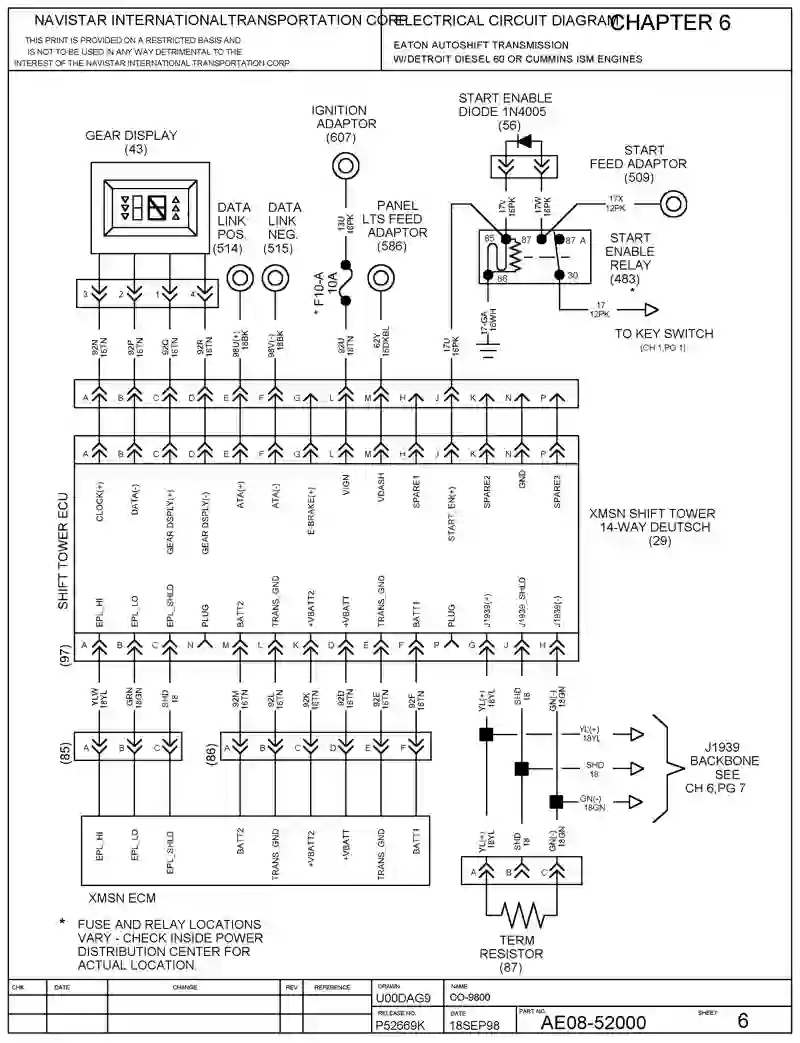 NAVISTAR INTERNATIONAL TRANSPORTATION CORP
ELECTRICAL CIRCUIT DIAGRAM
CHAPTER 6
THIS PRINT IS PROVIDED ON A RESTRICTED BASIS AND
IS NOT TO BE USED IN ANY WAY DETRIMENTAL TO THE
INTEREST OF THE NAVISTAR INTERNATIONAL TRANSPORTATION CORP
EATON AUTOSHIFT TRANSMISSION
W/DETROIT DIESEL 60 OR CUMMINS ISM ENGINES
GEAR DISPLAY
(43)
IGNITION
ADAPTOR
(607)
START ENABLE
DIODE 1N4005
(56)
START
FEED ADAPTOR
(509)
DATA
LINK
POS.
(514)
DATA
LINK
NEG.
(515)
PANEL
LTS FEED
ADAPTOR
(586)
13U
16PK
* F10-A
10A
17V
16PK
17W
16PK
17X
12PK
85
87
87 A
86
30
START
ENABLE
RELAY
(483)
*
17-GA
16WH
17
12PK
TO KEY SWITCH
(CH 1,PG 1)
3 2 1 4
92N
16TN
92P
16TN
92Q
16TN
92R
16TN
98U(+)
18BK
98V(-)
18BK
92U
16TN
62Y
16DKBL
17U
16PK
A B C D E F G L M H J K N P
A B C D E F G L M H J K N P
CLOCK(+)
DATA(-)
GEAR DSPLY(+)
GEAR DSPLY(-)
ATA(+)
ATA(-)
E-BRAKE(+)
VIGN
VDASH
SPARE1
START_EN(+)
SPARE2
GND
SPARE3
SHIFT TOWER ECU
(97)
XMSN SHIFT TOWER
14-WAY DEUTSCH
(29)
EPL_HI
EPL_LO
EPL_SHLD
PLUG
BATT2
TRANS_GND
+VBATT2
+VBATT
TRANS_GND
BATT1
PLUG
J1939(+)
J1939_SHLD
J1939(-)
A B C N M L K D E F P G J H
YLW
18YL
GRN
18GN
SHD
18
92M
16TN
92L
16TN
92K
16TN
92D
16TN
92E
16TN
92F
16TN
YL(+)
18YL
SHD
18
GN(-)
18GN
(85)
A B C
(88)
A B C D E F
YL(+)
18YL
SHD
18
GN(-)
18GN
J1939
BACKBONE
SEE
CH 6,PG 7
EPL_HI
EPL_LO
EPL_SHLD
BATT2
TRANS_GND
+VBATT2
+VBATT
TRANS_GND
BATT1
XMSN ECM
YL(+)
18YL
SHD
18
GN(-)
18GN
A B C
TERM
RESISTOR
(87)
* FUSE AND RELAY LOCATIONS
VARY - CHECK INSIDE POWER
DISTRIBUTION CENTER FOR
ACTUAL LOCATION.
CHK DATE CHANGE REV REFERENCE
DRAWN
U00DAG9
NAME
CO-9800
RELEASE NO.
P52669K
DATE
18SEP98
PART NO.
AE08-52000
SHEET
6